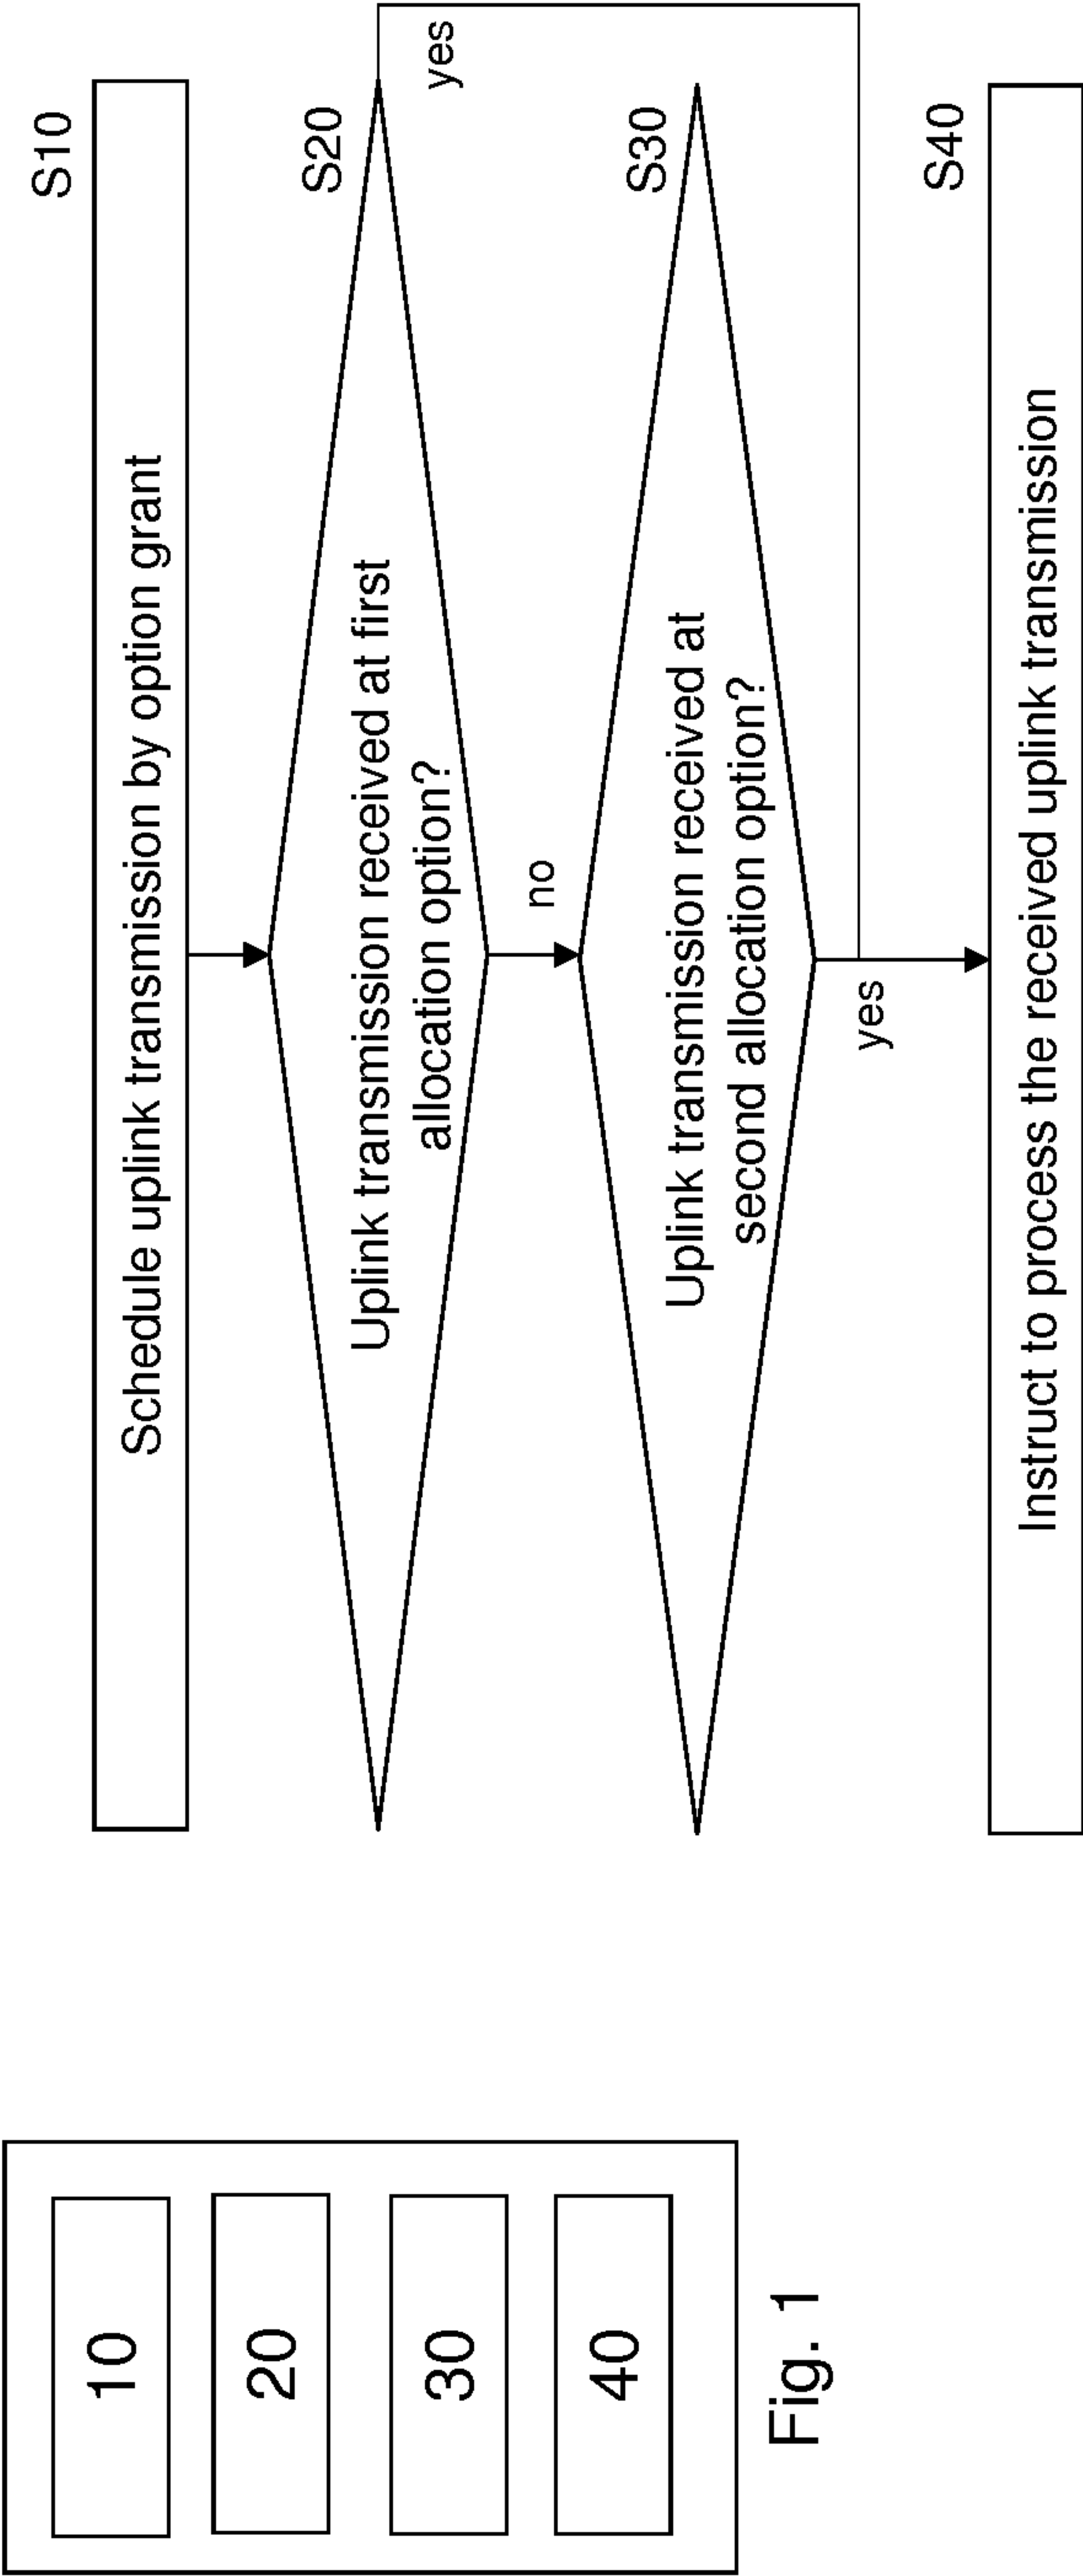 10
20
30
40
Fig. 1
S10
Schedule uplink transmission by option grant
S20
Uplink transmission received at first
allocation option?
yes
no
S30
Uplink transmission received at
second allocation option?
yes
S40
Instruct to process the received uplink transmission